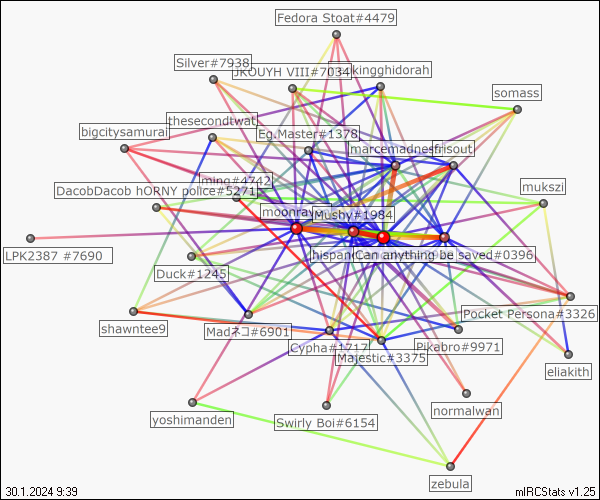 Fedora Stoat#4479
Silver#7938
JKOUYH VIII#7034
kingghidorah
somass
thesecondtwat
bigcitysamurai
Eg.Master#1378
marcemadnesfirisout
ming#4742
DacobDacob hORNY police#5271
mukszi
moonray
Mushy#1984
LPK2387 #7690
hispanic
Can anything be saved#0396
Duck#1245
Pocket Persona#3326
shawntee9
Madネコ#6901
Cypha#1717
Pikabro#9971
Majestic#3375
eliakith
normalwan
yoshimanden
Swirly Boi#6154
zebula
30.1.2024 9:39
mIRCStats v1.25